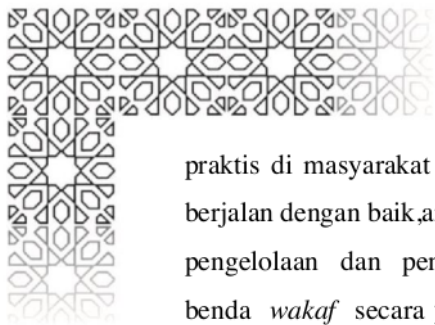 praktis di masyarakat
berjalan dengan baik,
pengelolaan dan
benda wakaf secara